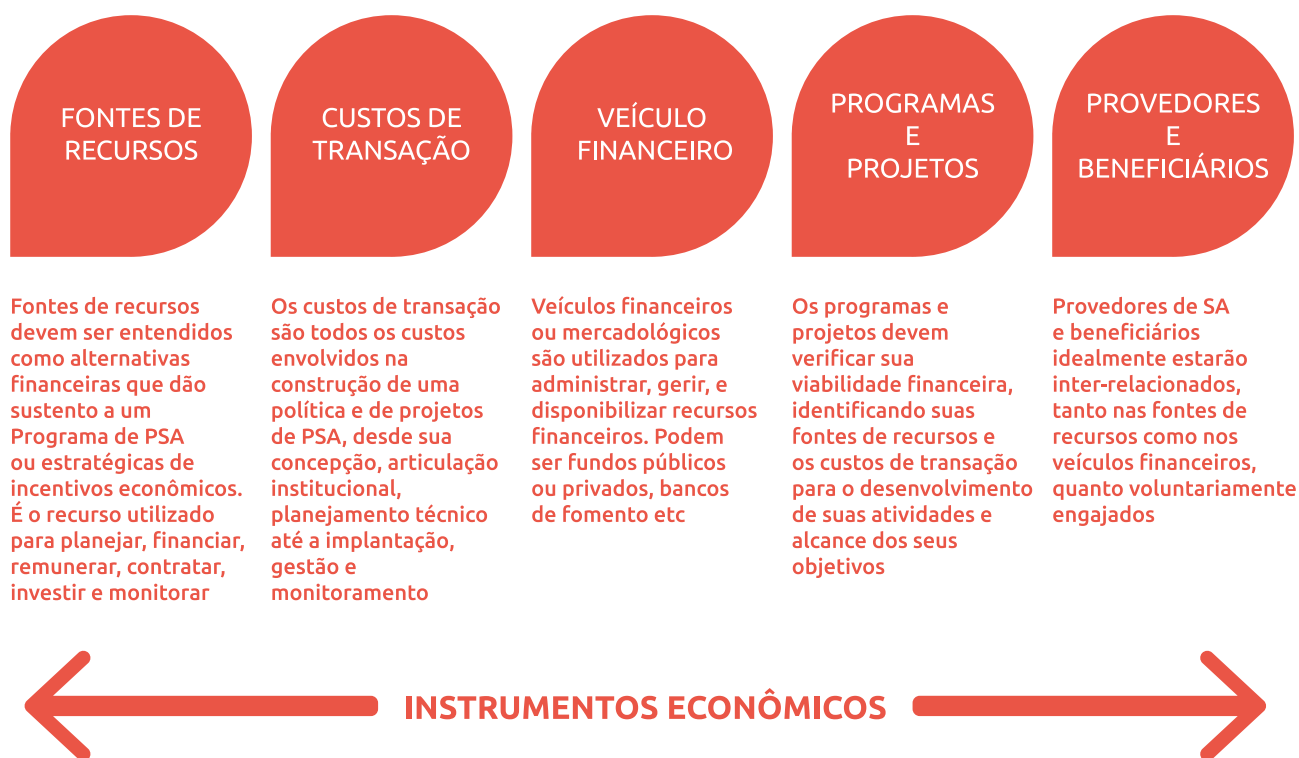 FONTES DE
RECURSOS
CUSTOS DE
TRANSAÇÃO
VEÍCULO
FINANCEIRO
PROGRAMAS
E
PROJETOS
PROVEDORES
E
BENEFICIÁRIOS
Fontes de recursos
devem ser entendidos
como alternativas
financeiras que dão
sustento a um
Programa de PSA
ou estratégicas de
incentivos econômicos.
É o recurso utilizado
para planejar, financiar,
remunerar, contratar,
investir e monitorar
Os custos de transação
são todos os custos
envolvidos na
construção de uma
política e de projetos
de PSA, desde sua
concepção, articulação
institucional,
planejamento técnico
até a implantação,
gestão e
monitoramento
Veículos financeiros
ou mercadológicos
são utilizados para
administrar, gerir, e
disponibilizar recursos
financeiros. Podem
ser fundos públicos
ou privados, bancos
de fomento etc
Os programas e
projetos devem
verificar sua
viabilidade financeira,
identificando suas
fontes de recursos e
os custos de transação
para o desenvolvimento
de suas atividades e
alcance dos seus
objetivos
Provedores de SA
e beneficiários
idealmente estarão
inter-relacionados,
tanto nas fontes de
recursos como nos
veículos financeiros,
quanto voluntariamente
engajados
INSTRUMENTOS ECONÔMICOS